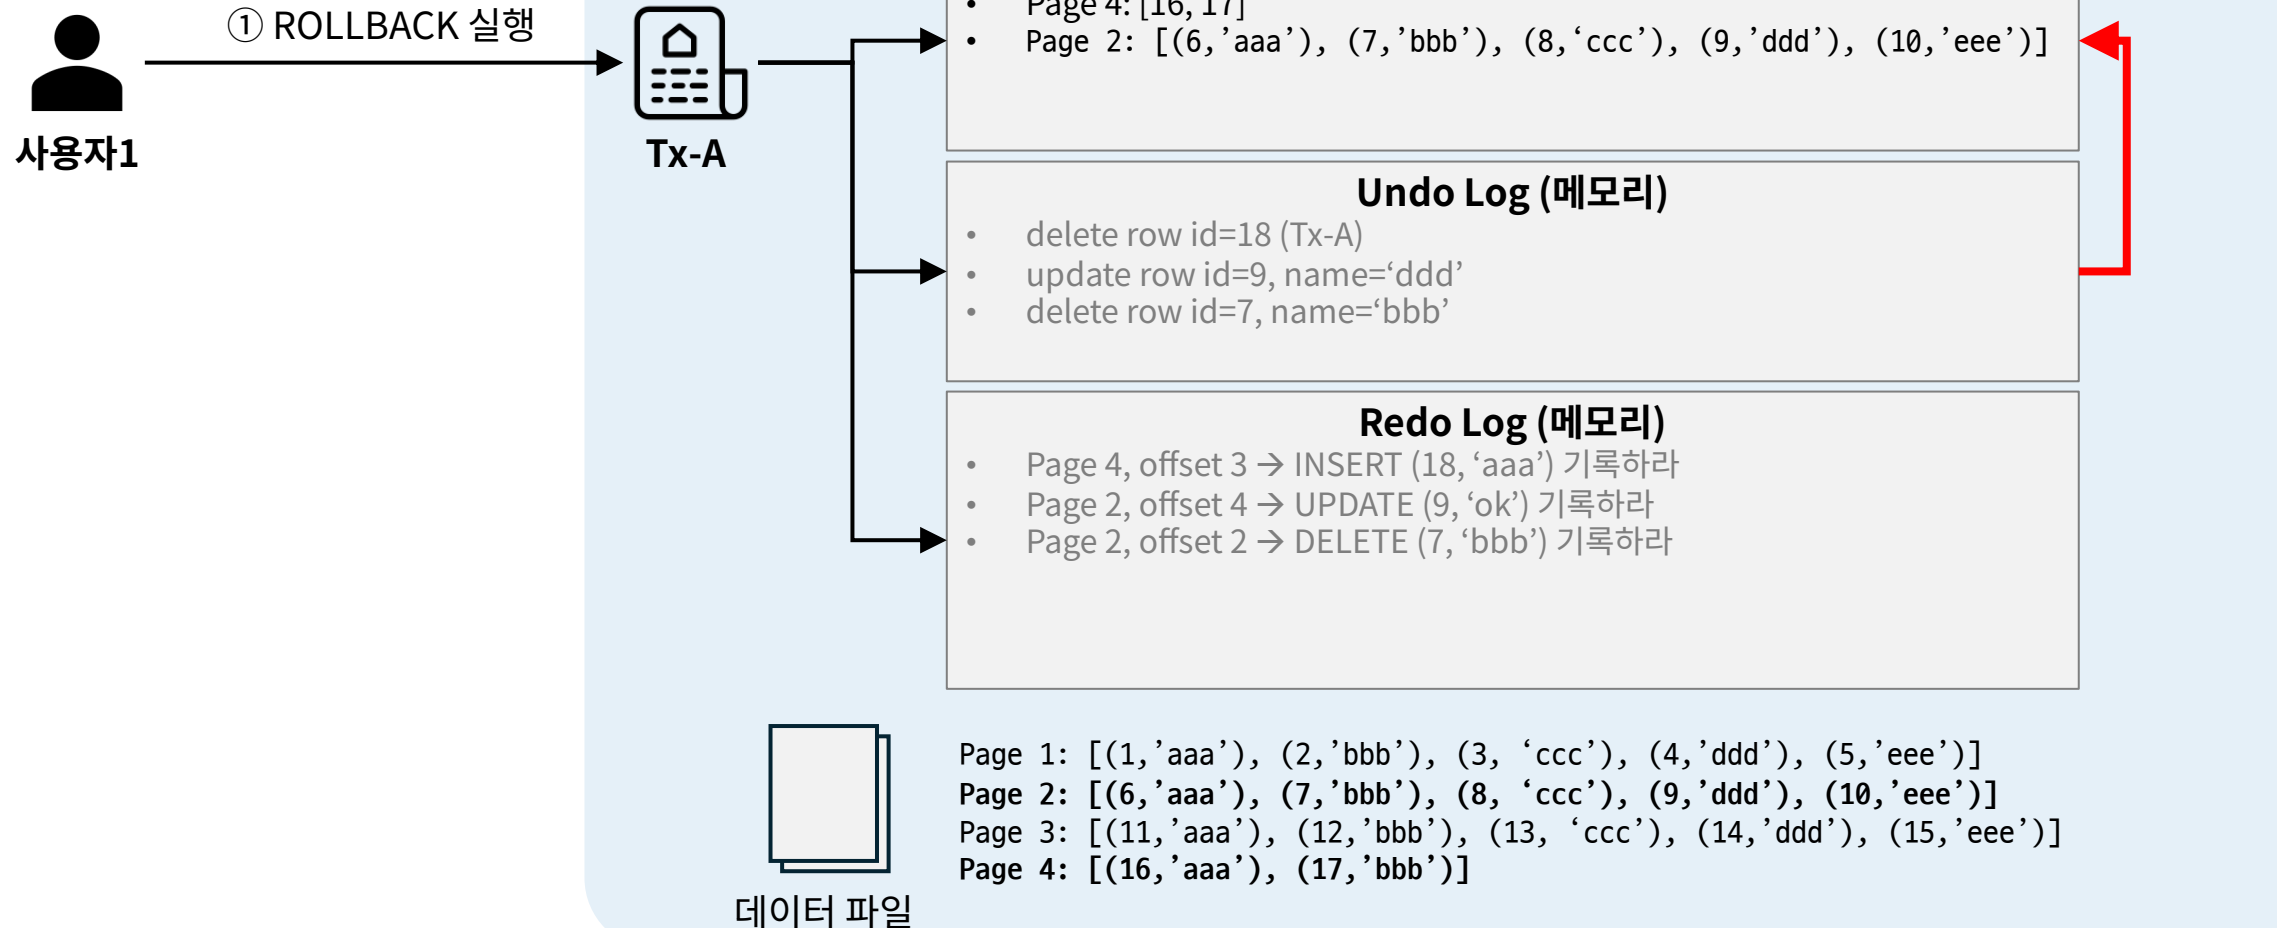 ① ROLLBACK 실행
사용자1
Tx-A
• Page 4: [16, 17]
• Page 2: [(6,’aaa’), (7,’bbb’), (8,‘ccc’), (9,’ddd’), (10,’eee’)]
Undo Log (메모리)
• delete row id=18 (Tx-A)
• update row id=9, name=‘ddd’
• delete row id=7, name=‘bbb’
Redo Log (메모리)
• Page 4, offset 3 → INSERT (18, ‘aaa’) 기록하라
• Page 2, offset 4 → UPDATE (9, ‘ok’) 기록하라
• Page 2, offset 2 → DELETE (7, ‘bbb’) 기록하라
Page 1: [(1,’aaa’), (2,’bbb’), (3, ‘ccc’), (4,’ddd’), (5,’eee’)]
Page 2: [(6,’aaa’), (7,’bbb’), (8, ‘ccc’), (9,’ddd’), (10,’eee’)]
Page 3: [(11,’aaa’), (12,’bbb’), (13, ‘ccc’), (14,’ddd’), (15,’eee’)]
Page 4: [(16,’aaa’), (17,’bbb’)]
데이터 파일